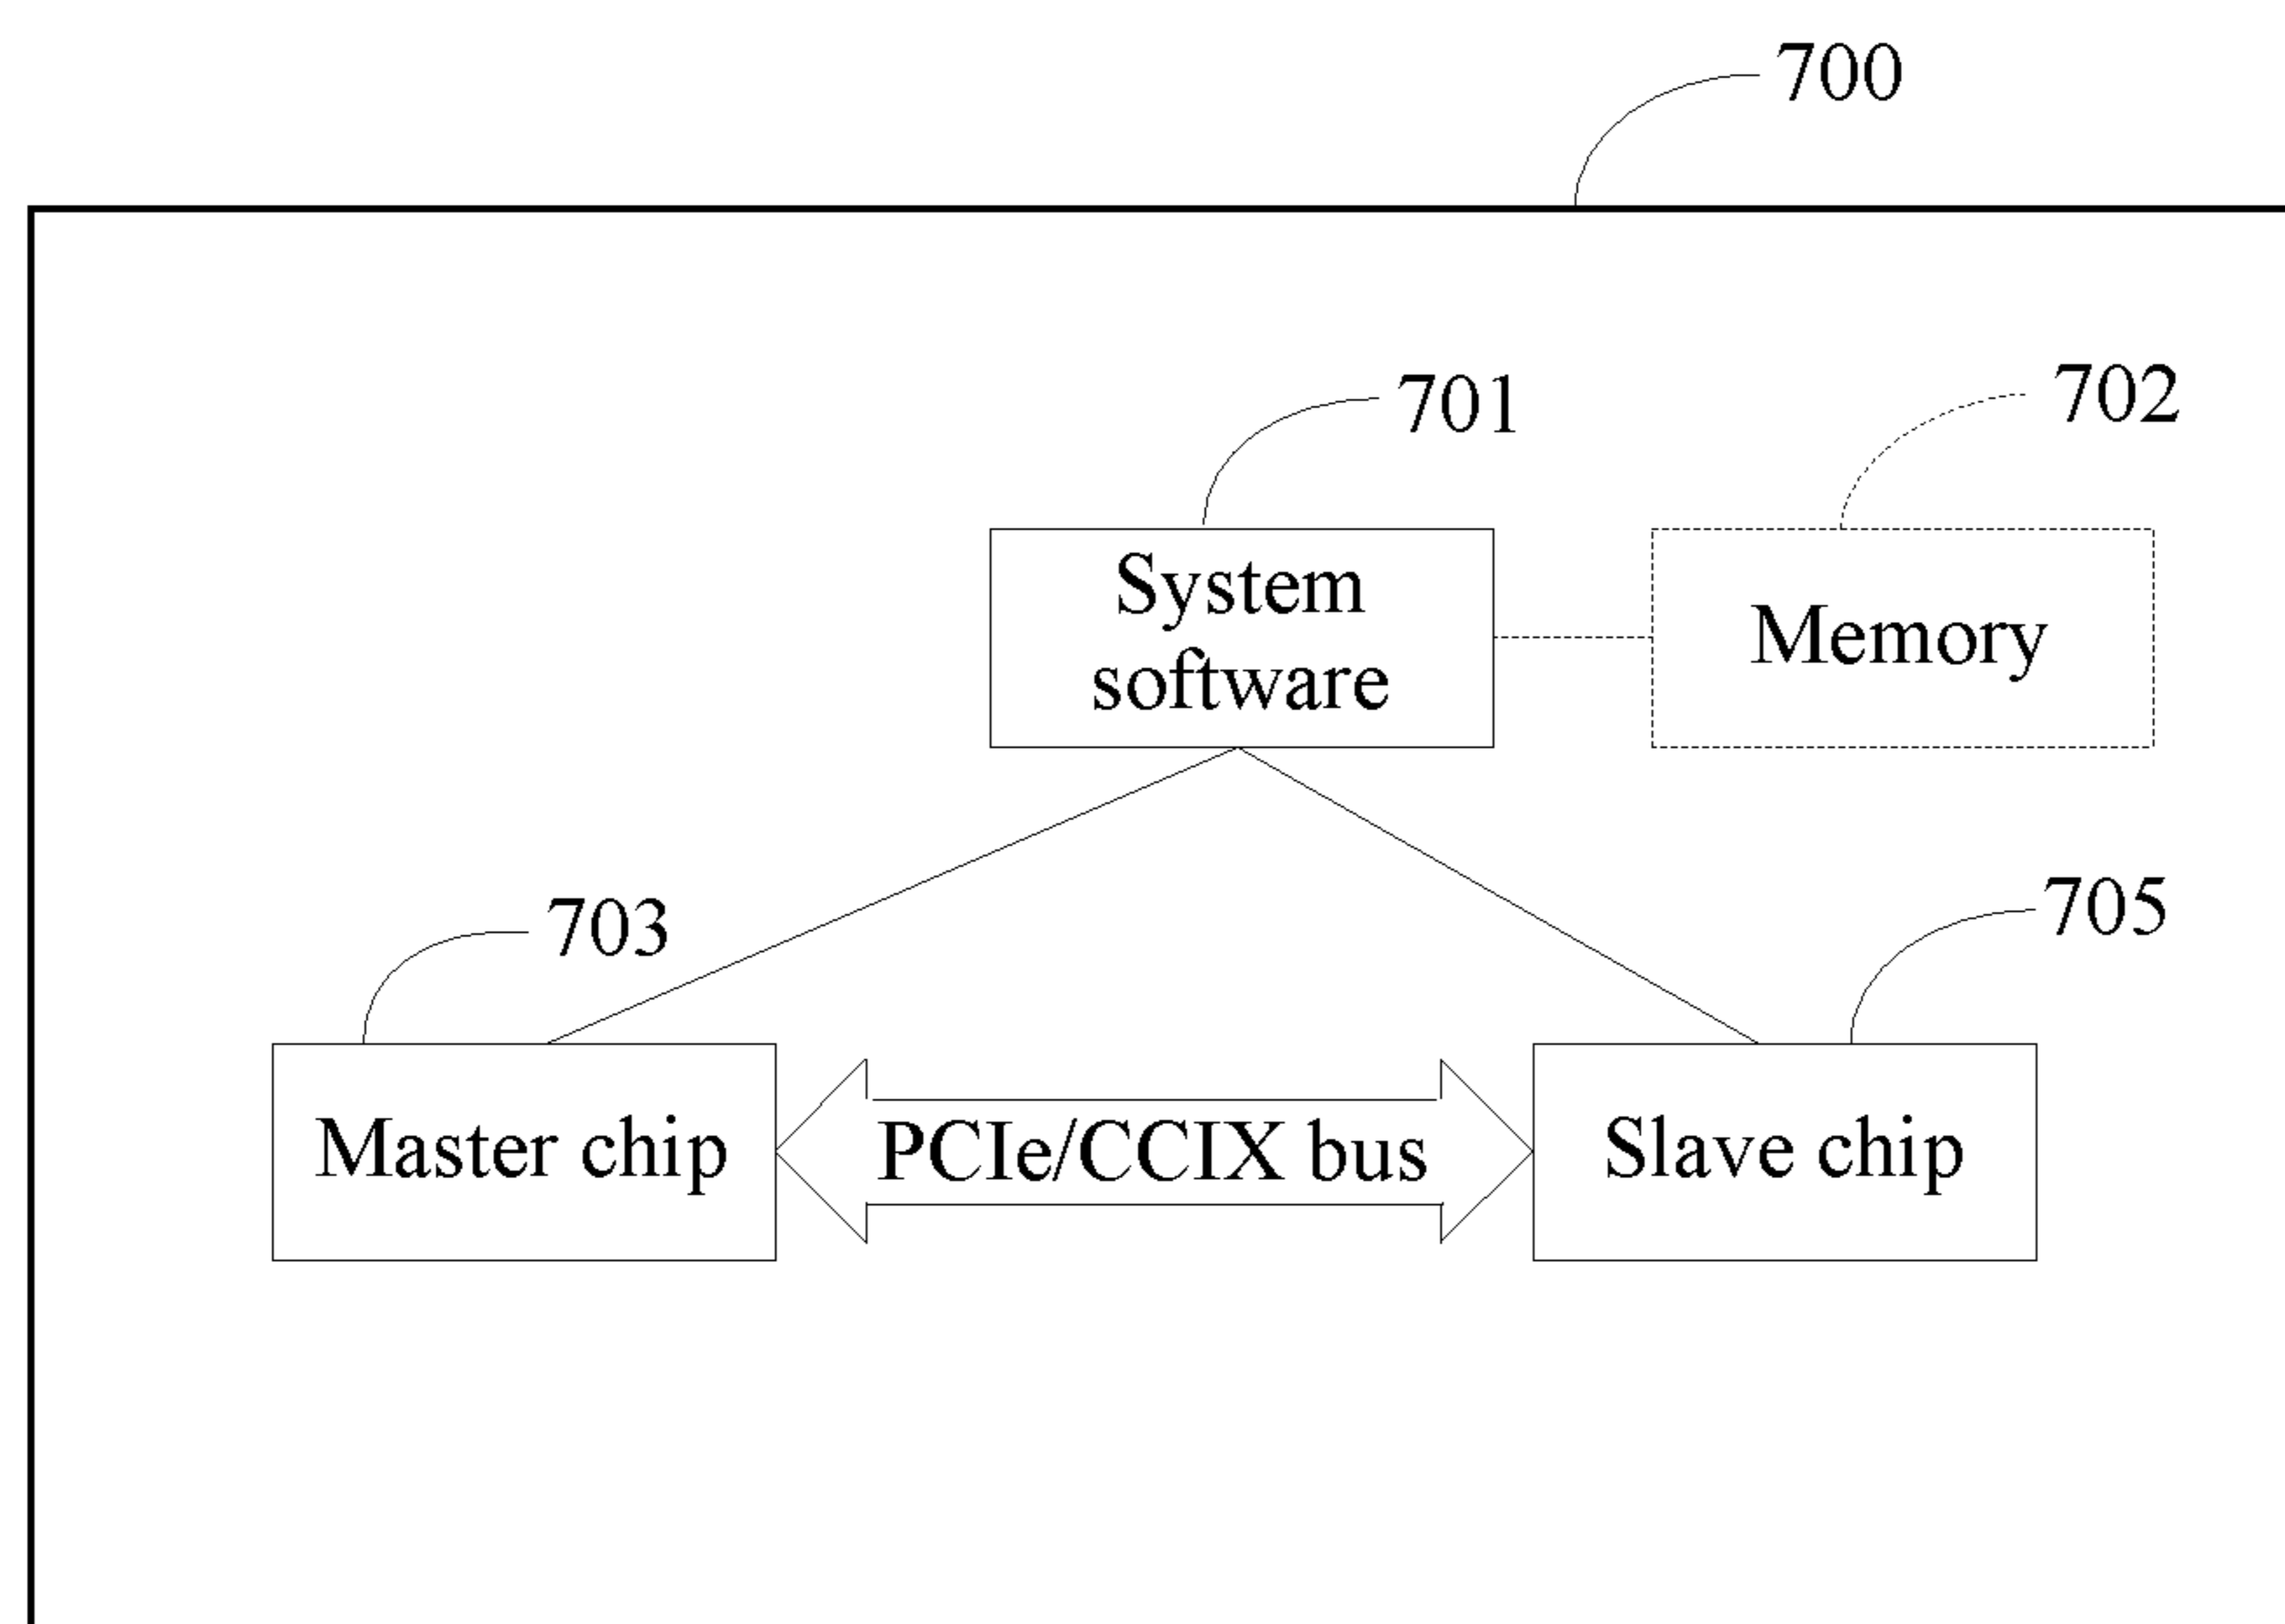 700
701
702
System
software
Memory
703
705
Master chip
PCIe/CCIX bus
Slave chip